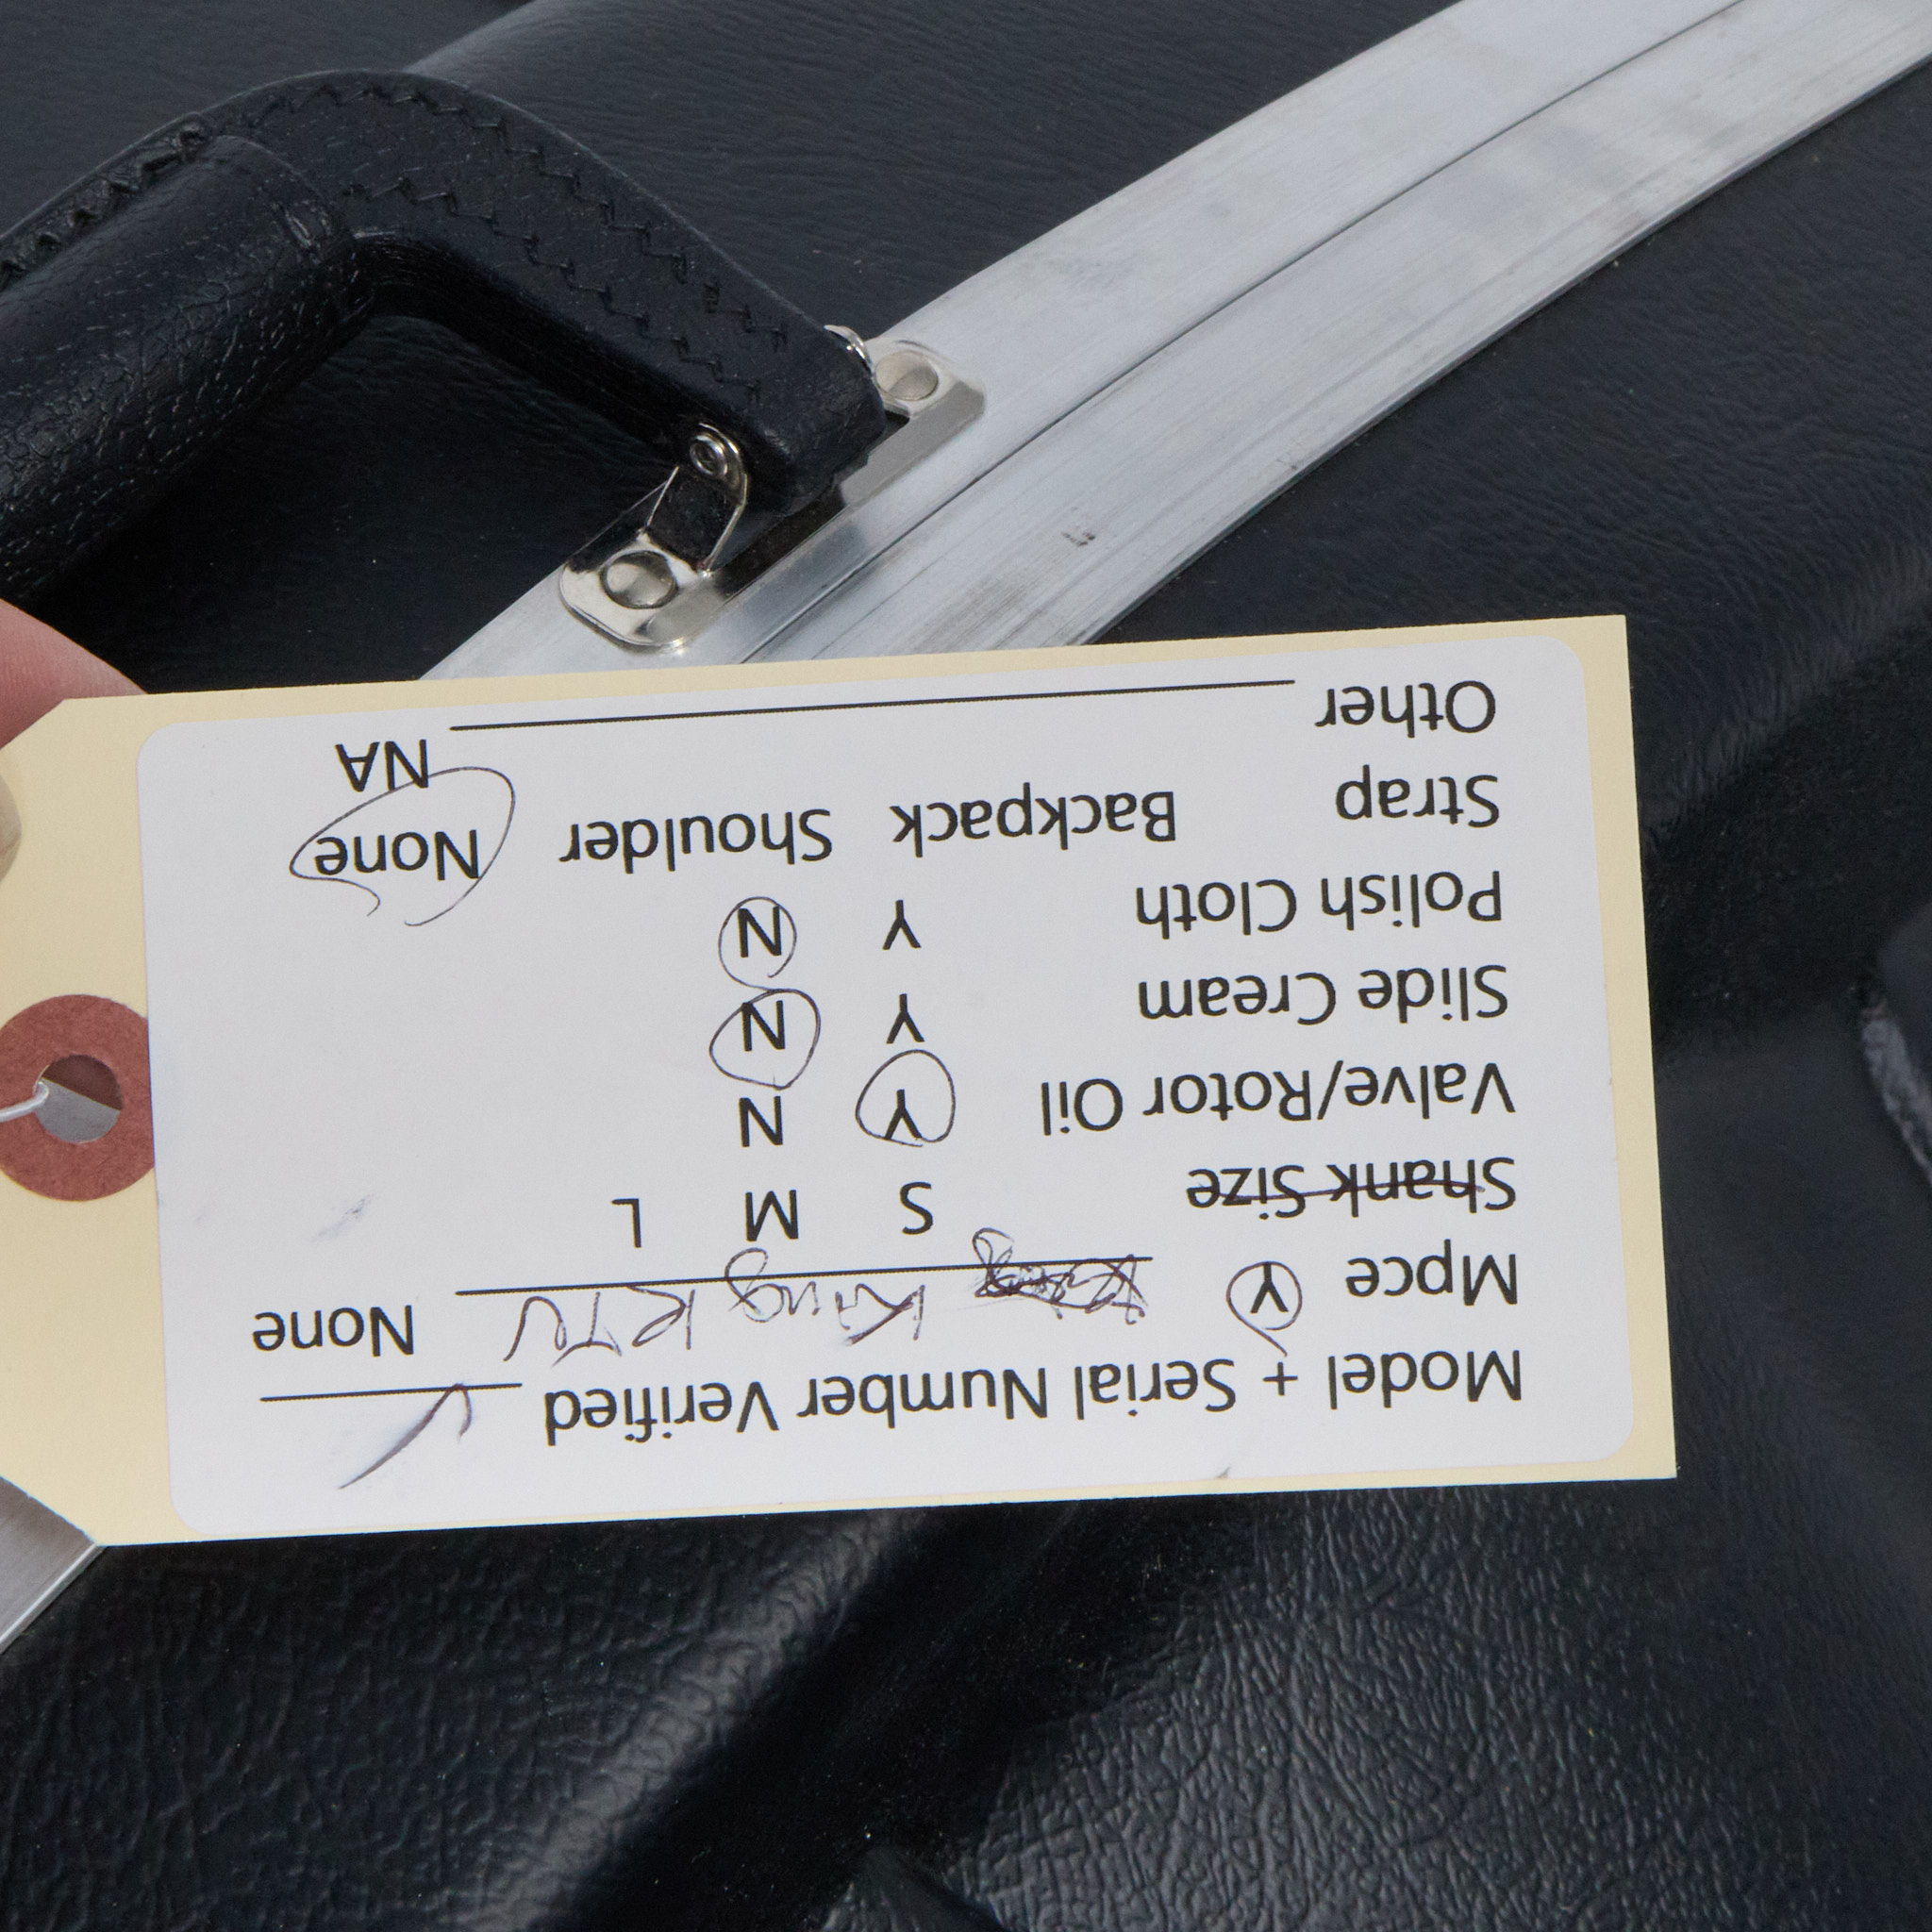 Model + Serial Number Verified ✓
Mpce Y King RTN None
Shank Size S M L
Valve/Rotor Oil Y N
Slide Cream Y N
Polish Cloth Y N
Strap Backpack Shoulder None
Other NA